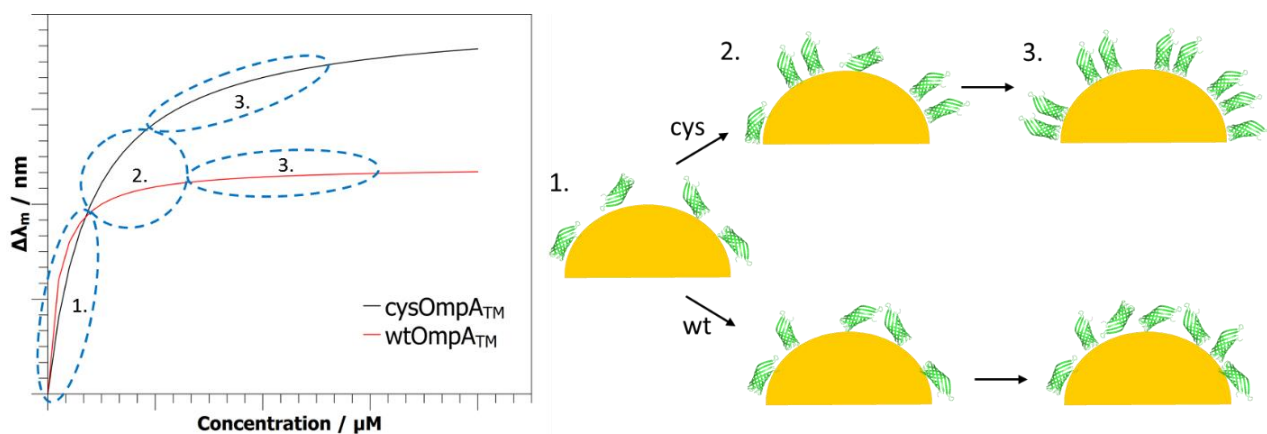 Δλm / nm
1.
2.
3.
3.
cysOmpATM
wtOmpATM
Concentration / μM
1.
cys
wt
2.
3.